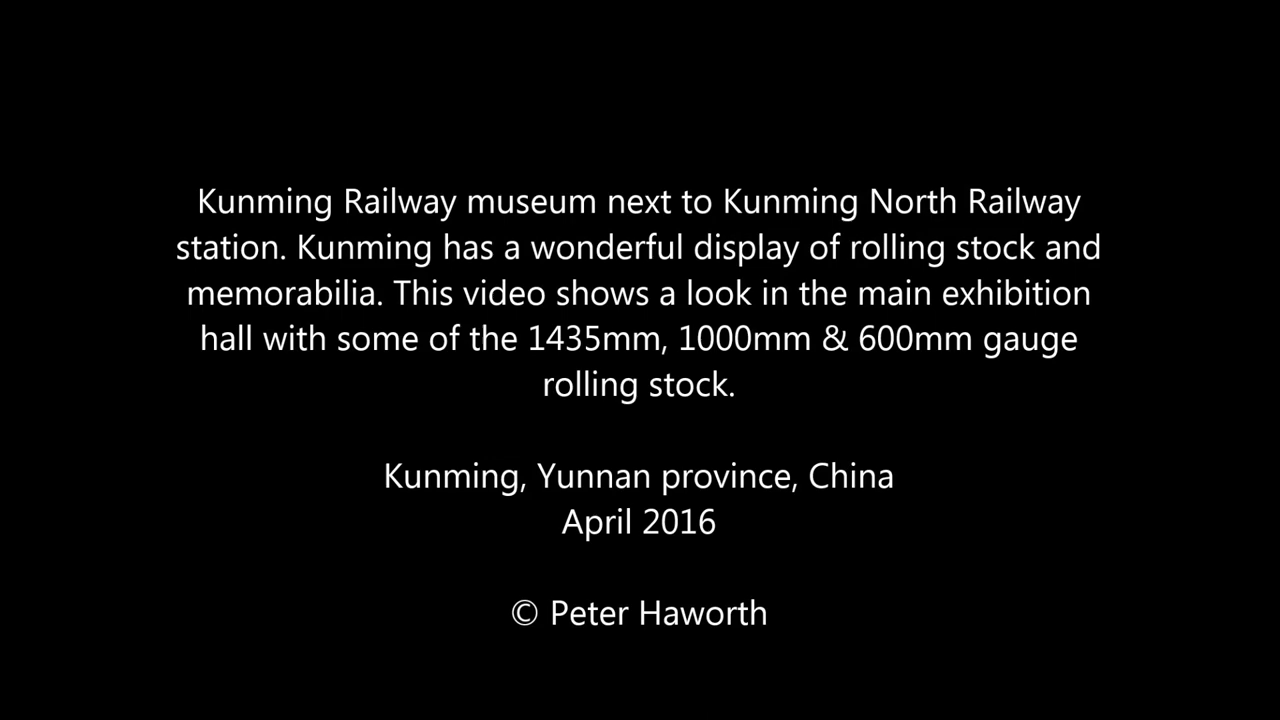 Kunming Railway museum next to Kunming North Railway
station. Kunming has a wonderful display of rolling stock and
memorabilia. This video shows a look in the main exhibition
hall with some of the 1435mm, 1000mm & 600mm gauge
rolling stock.
Kunming, Yunnan province, China
April 2016
© Peter Haworth